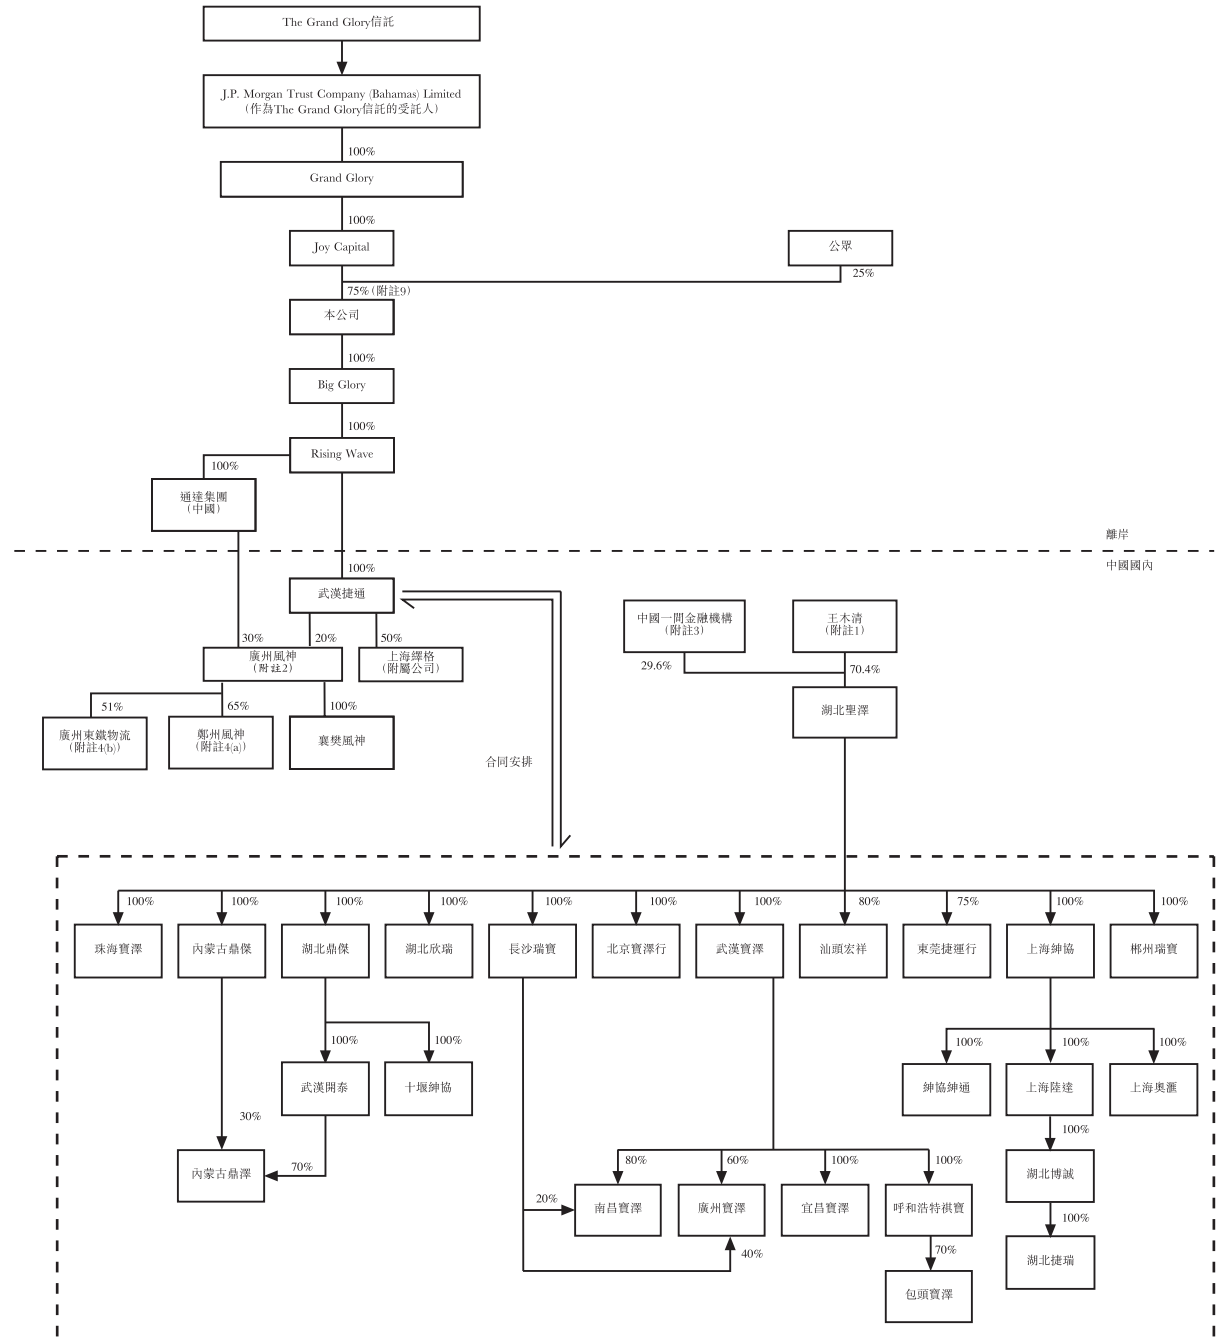 The Grand Glory信託
J.P. Morgan Trust Company (Bahamas) Limited
(作為The Grand Glory信託的受託人)
100%
Grand Glory
100%
Joy Capital
公眾
25%
75%(附註9)
本公司
100%
Big Glory
100%
Rising Wave
100%
通達集團
(中國)
離岸
中國國內
100%
武漢捷通
中國一間金融機構
(附註3)
王木清
(附註1)
30%
20%
50%
廣州風神
(附註2)
上海繹格
(附屬公司)
29.6%
70.4%
湖北聖澤
51%
65%
100%
廣州東鐵物流
(附註4(b))
鄭州風神
(附註4(a))
襄樊風神
合同安排
100%
100%
100%
100%
100%
100%
100%
80%
75%
100%
100%
珠海寶澤
內蒙古鼎傑
湖北鼎傑
湖北欣瑞
長沙瑞寶
北京寶澤行
武漢寶澤
汕頭宏祥
東莞捷運行
上海紳協
郴州瑞寶
100%
100%
100%
100%
100%
武漢開泰
十堰紳協
紳協紳通
上海陸達
上海奧滙
30%
100%
70%
內蒙古鼎澤
80%
60%
100%
100%
湖北博誠
20%
南昌寶澤
廣州寶澤
宜昌寶澤
呼和浩特祺寶
100%
40%
70%
湖北捷瑞
包頭寶澤